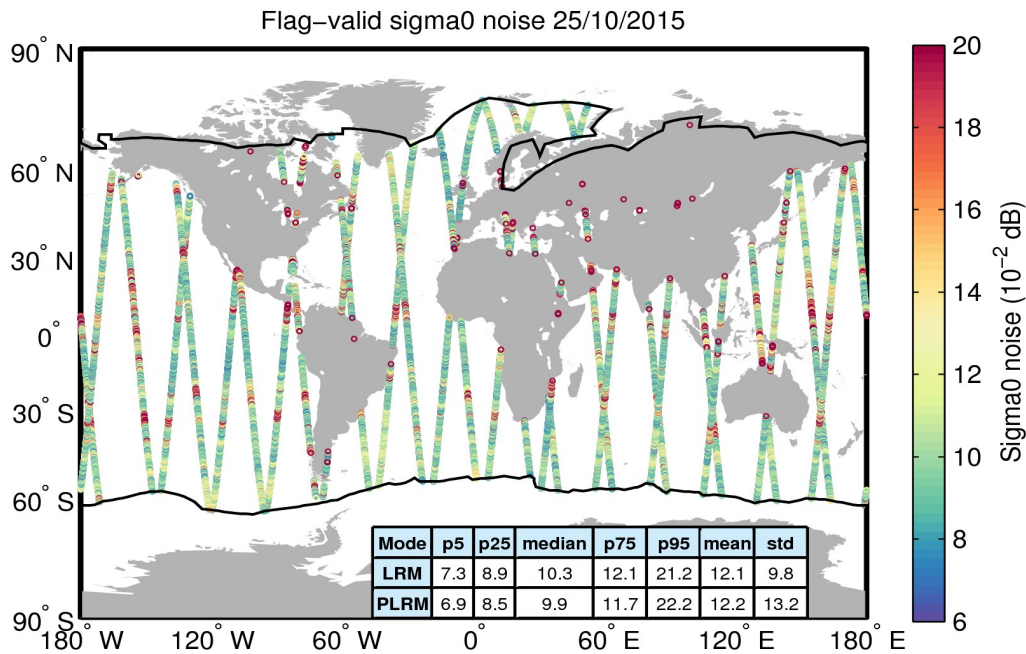 Flag−valid sigma0 noise 25/10/2015
90° N
60° N
30° N
0°
30° S
60° S
90° S
180° W
120° W
60° W
0°
60° E
120° E
180° E
20
18
16
14
12
10
8
6
Sigma0 noise (10⁻² dB)
Mode p5 p25 median p75 p95 mean std
LRM 7.3 8.9 10.3 12.1 21.2 12.1 9.8
PLRM 6.9 8.5 9.9 11.7 22.2 12.2 13.2